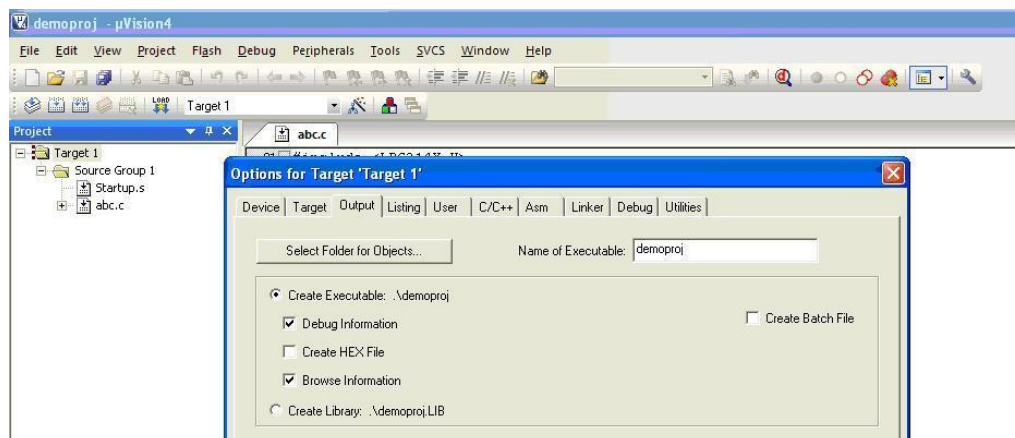 demoproj - µVision4
File Edit View Project Flash Debug Peripherals Tools SVCS Window Help
LOAD Target 1
Project
abc.c
Target 1
Source Group 1
Startup.s
abc.c
Options for Target 'Target 1'
Device Target Output Listing User C/C++ Asm Linker Debug Utilities
Select Folder for Objects... Name of Executable: demoproj
Create Executable: .\demoproj
Debug Information
Create Batch File
Create HEX File
Browse Information
Create Library: .\demoproj.LIB